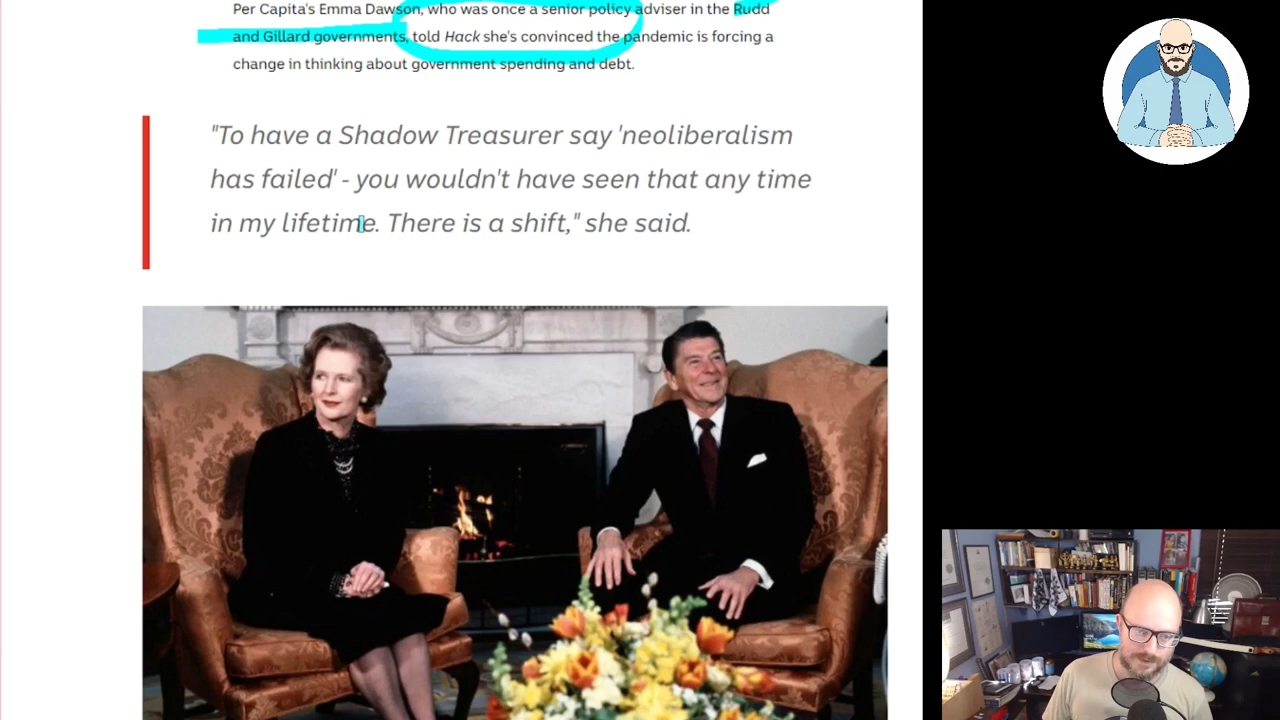 Per Capita's Emma Dawson, who was once a senior policy adviser in the Rudd
and Gillard governments, told Hack she's convinced the pandemic is forcing a
change in thinking about government spending and debt.
"To have a Shadow Treasurer say 'neoliberalism
has failed' - you wouldn't have seen that any time
in my lifetime. There is a shift," she said.